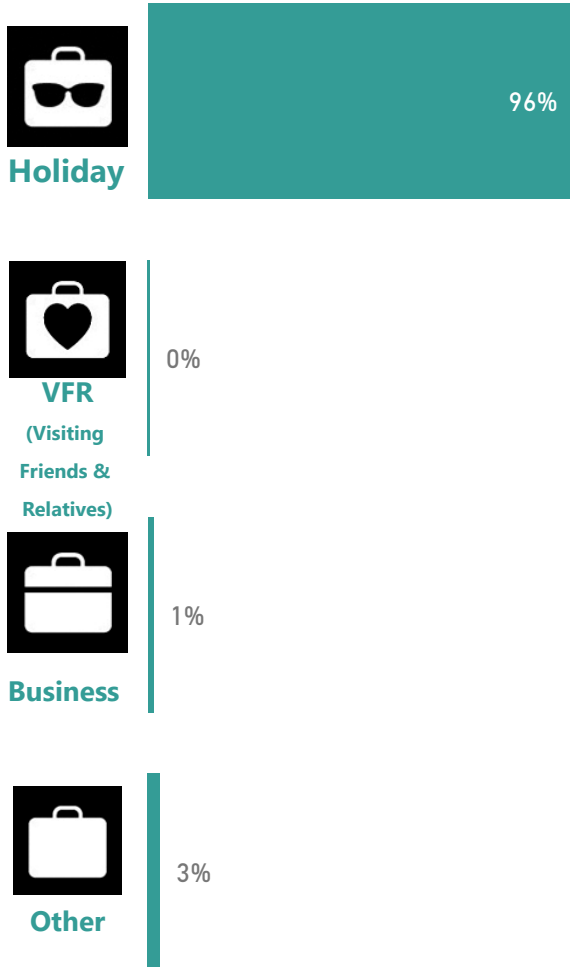 96%
Holiday
0%
VFR
(Visiting
Friends &
Relatives)
1%
Business
3%
Other